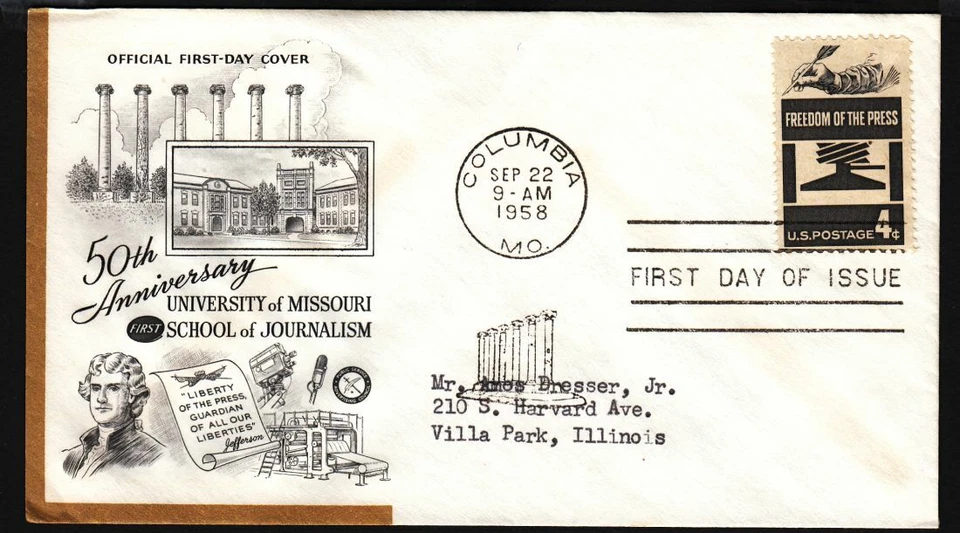 OFFICIAL FIRST-DAY COVER
50th
Anniversary
UNIVERSITY of MISSOURI
FIRST SCHOOL of JOURNALISM
"LIBERTY
OF THE PRESS,
GUARDIAN
OF ALL OUR
LIBERTIES"
Jefferson
COLUMBIA
SEP 22
9-AM
1958
MO.
FREEDOM OF THE PRESS
U.S. POSTAGE 4¢
FIRST DAY OF ISSUE
Mr. Amos Dresser, Jr.
210 S. Harvard Ave.
Villa Park, Illinois